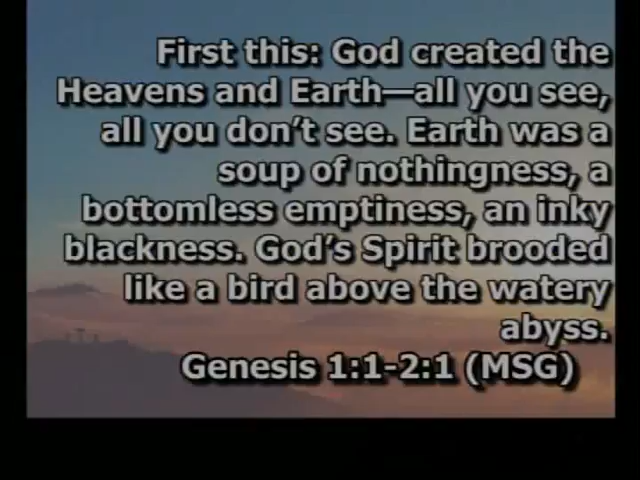 First this: God created the
Heavens and Earth—all you see,
all you don't see. Earth was a
soup of nothingness, a
bottomless emptiness, an inky
blackness. God's Spirit brooded
like a bird above the watery
abyss.
Genesis 1:1-2:1 (MSG)